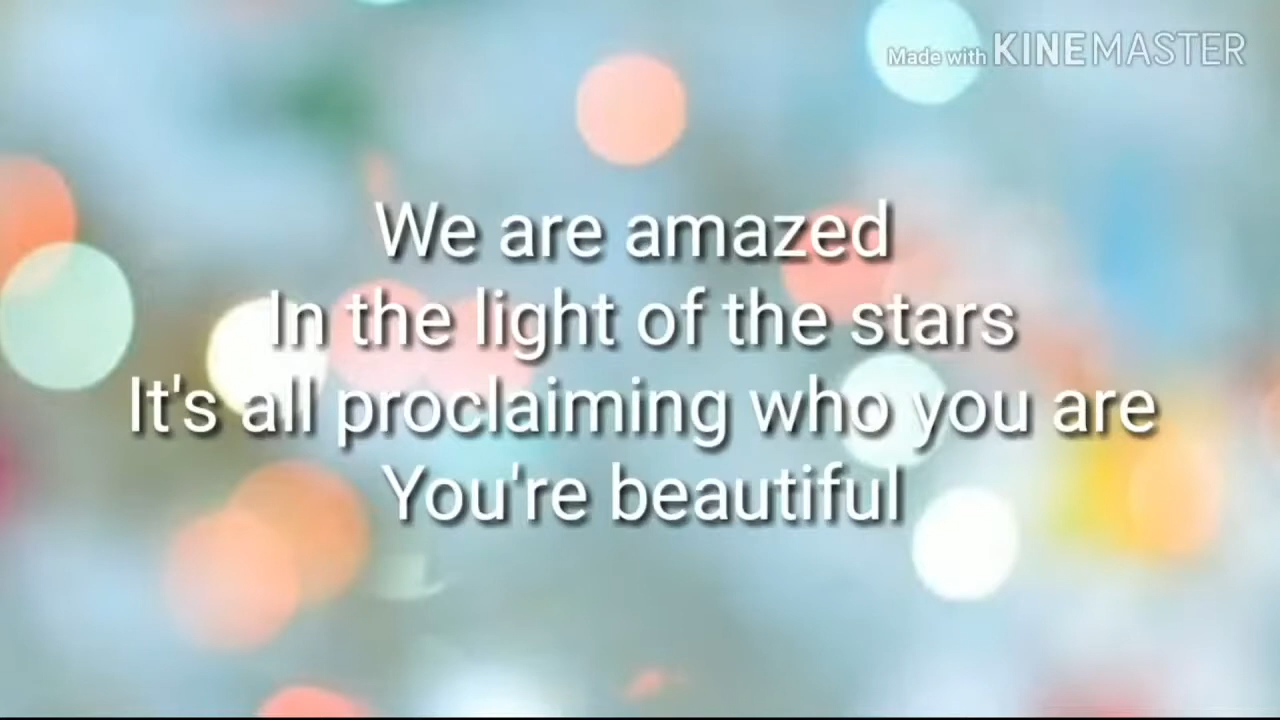 Made with KINEMASTER
We are amazed
In the light of the stars
It's all proclaiming who you are
You're beautiful